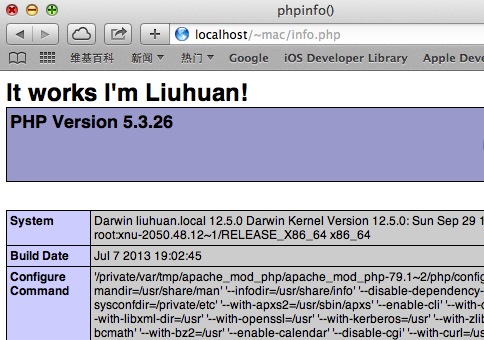 phpinfo()
localhost/~mac/info.php
维基百科 新闻 热门 Google iOS Developer Library Apple Deve
It works I'm Liuhuan!
PHP Version 5.3.26
System
Darwin liuhuan.local 12.5.0 Darwin Kernel Version 12.5.0: Sun Sep 29 1
root:xnu-2050.48.12~1/RELEASE_X86_64 x86_64
Build Date
Jul 7 2013 19:02:45
Configure
Command
'/private/var/tmp/apache_mod_php/apache_mod_php-79.1~2/php/config
mandir=/usr/share/man' '--infodir=/usr/share/info' '--disable-dependency-
sysconfdir=/private/etc' '--with-apxs2=/usr/sbin/apxs' '--enable-cli' '--with-c
-with-libxml-dir=/usr' '--with-openssl=/usr' '--with-kerberos=/usr' '--with-zlib
bcmath' '--with-bz2=/usr' '--enable-calendar' '--disable-cgi' '--with-curl=/us